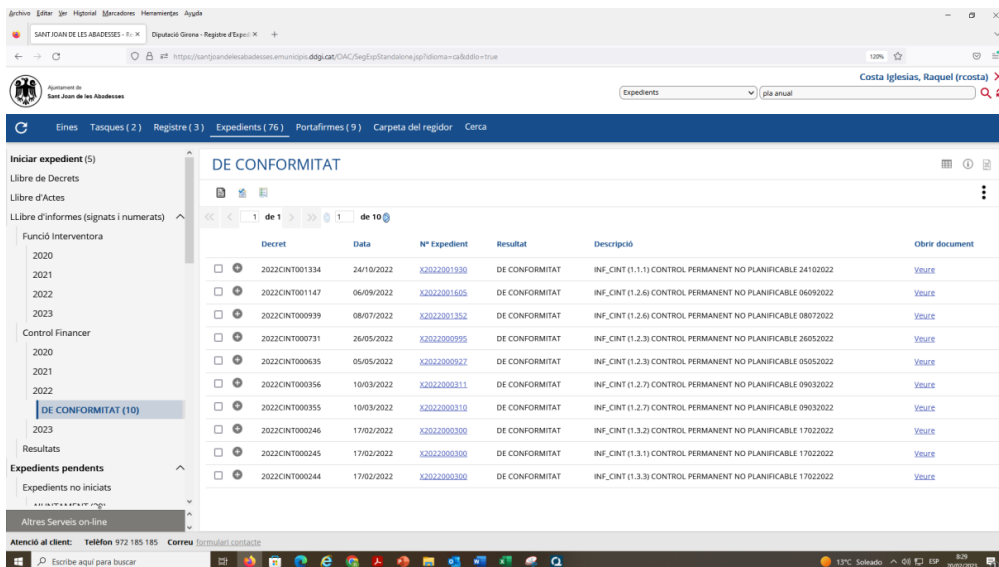 Archivo Editar Ver Historial Marcadores Herramientas Ayuda
SANT JOAN DE LES ABADESSES - Re
Diputació Girona - Registre d'Exped
https://santjoandelesabadesses.emunicipis.ddgi.cat/OAC/SegExpStandalone.jsp?idioma=ca&ddlo=true
120%
Ajuntament de
Sant Joan de les Abadesses
Costa Iglesias, Raquel (rcosta)
Expedients
pla anual
Eines Tasques ( 2 ) Registre ( 3 ) Expedients ( 76 ) Portafirmes ( 9 ) Carpeta del regidor Cerca
Iniciar expedient (5)
Llibre de Decrets
Llibre d'Actes
LLibre d'informes (signats i numerats)
Funció Interventora
2020
2021
2022
2023
Control Financer
2020
2021
2022
DE CONFORMITAT (10)
2023
Resultats
Expedients pendents
Expedients no iniciats
Altres Serveis on-line
DE CONFORMITAT
1 de 1 1 de 10
Decret Data Nº Expedient Resultat Descripció Obrir document
2022CINT001334 24/10/2022 X2022001930 DE CONFORMITAT INF_CINT (1.1.1) CONTROL PERMANENT NO PLANIFICABLE 24102022 Veure
2022CINT001147 06/09/2022 X2022001605 DE CONFORMITAT INF_CINT (1.2.6) CONTROL PERMANENT NO PLANIFICABLE 06092022 Veure
2022CINT000939 08/07/2022 X2022001352 DE CONFORMITAT INF_CINT (1.2.6) CONTROL PERMANENT NO PLANIFICABLE 08072022 Veure
2022CINT000731 26/05/2022 X2022000995 DE CONFORMITAT INF_CINT (1.2.3) CONTROL PERMANENT NO PLANIFICABLE 26052022 Veure
2022CINT000635 05/05/2022 X2022000927 DE CONFORMITAT INF_CINT (1.2.3) CONTROL PERMANENT NO PLANIFICABLE 05052022 Veure
2022CINT000356 10/03/2022 X2022000311 DE CONFORMITAT INF_CINT (1.2.7) CONTROL PERMANENT NO PLANIFICABLE 09032022 Veure
2022CINT000355 10/03/2022 X2022000310 DE CONFORMITAT INF_CINT (1.2.7) CONTROL PERMANENT NO PLANIFICABLE 09032022 Veure
2022CINT000246 17/02/2022 X2022000300 DE CONFORMITAT INF_CINT (1.3.2) CONTROL PERMANENT NO PLANIFICABLE 17022022 Veure
2022CINT000245 17/02/2022 X2022000300 DE CONFORMITAT INF_CINT (1.3.1) CONTROL PERMANENT NO PLANIFICABLE 17022022 Veure
2022CINT000244 17/02/2022 X2022000300 DE CONFORMITAT INF_CINT (1.3.3) CONTROL PERMANENT NO PLANIFICABLE 17022022 Veure
Atenció al client: Telèfon 972 185 185 Correu formulari contacte
Escribe aquí para buscar
13°C Soleado ESP 8:29
20/02/2023